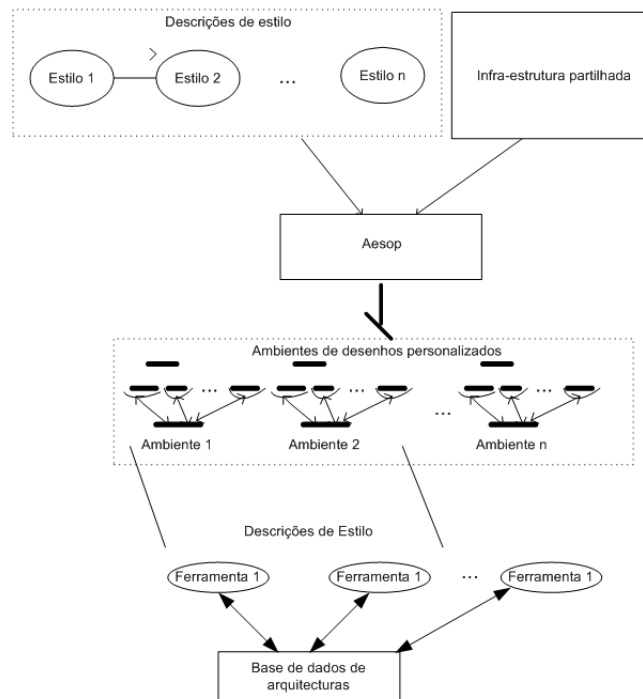 Descrições de estilo
Estilo 1
Estilo 2
...
Estilo n
Infra-estrutura partilhada
Aesop
Ambientes de desenhos personalizados
... ... ...
...
Ambiente 1
Ambiente 2
Ambiente n
Descrições de Estilo
Ferramenta 1
Ferramenta 1
...
Ferramenta 1
Base de dados de
arquitecturas